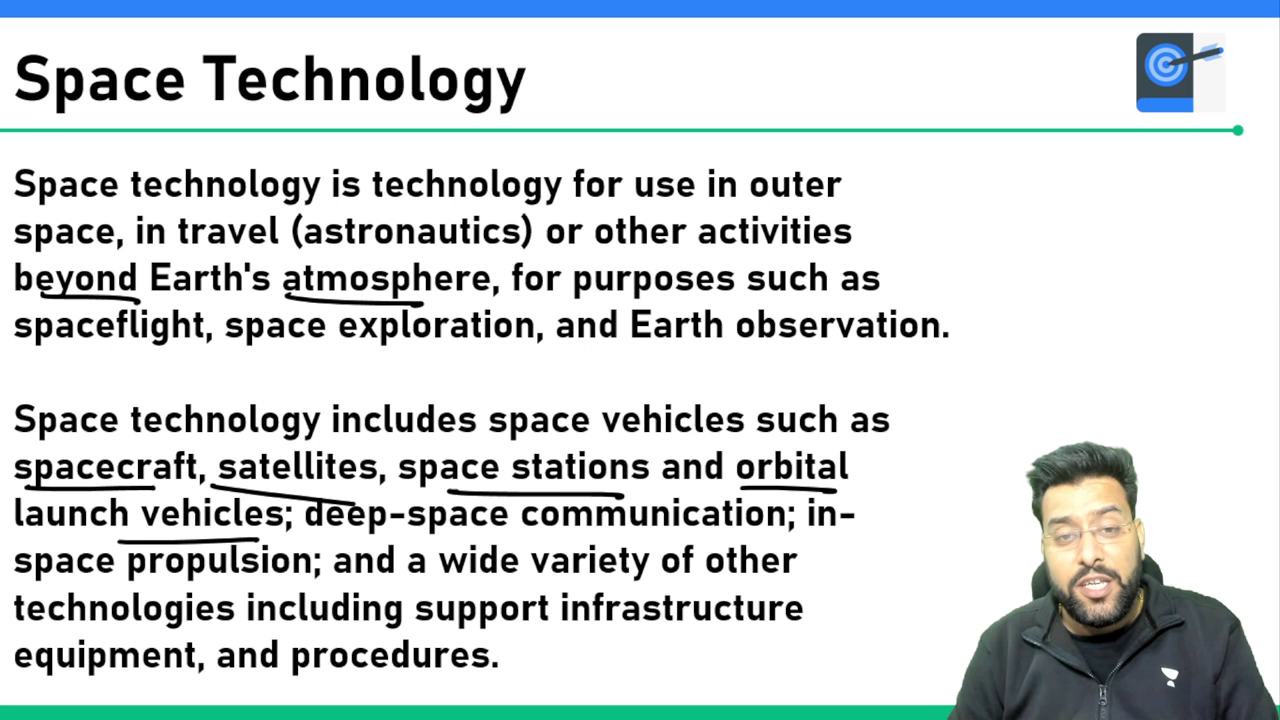 Space Technology
Space technology is technology for use in outer
space, in travel (astronautics) or other activities
beyond Earth's atmosphere, for purposes such as
spaceflight, space exploration, and Earth observation.
Space technology includes space vehicles such as
spacecraft, satellites, space stations and orbital
launch vehicles; deep-space communication; in-
space propulsion; and a wide variety of other
technologies including support infrastructure
equipment, and procedures.